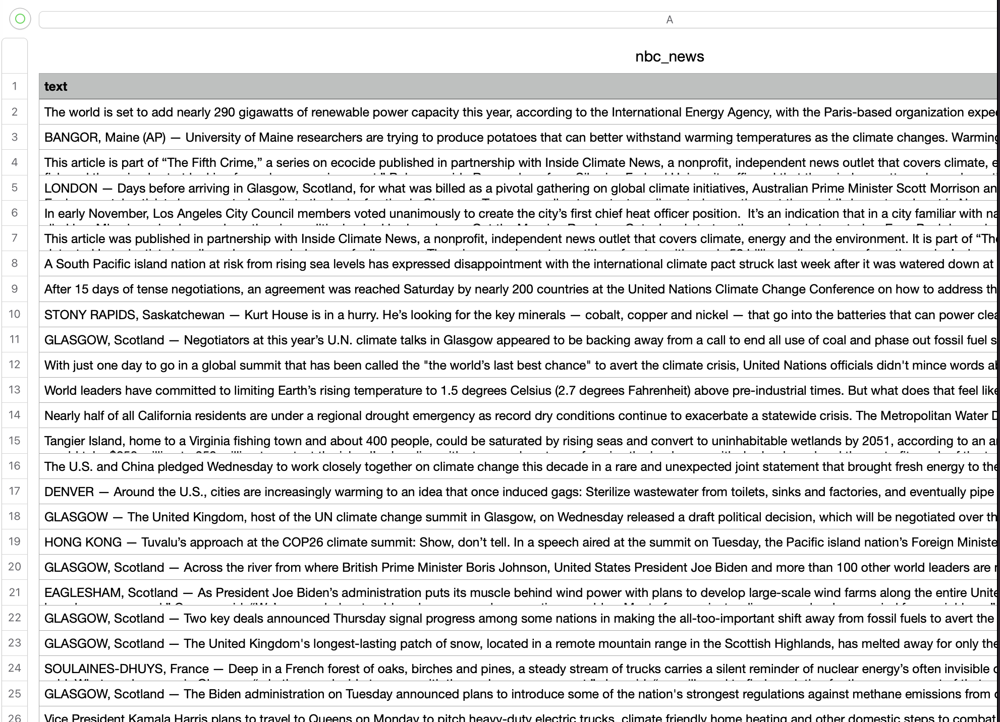 A
nbc_news
1 text
2 The world is set to add nearly 290 gigawatts of renewable power capacity this year, according to the International Energy Agency, with the Paris-based organization
3 BANGOR, Maine (AP) — University of Maine researchers are trying to produce potatoes that can better withstand warming temperatures as the climate changes. Warming
4 This article is part of “The Fifth Crime,” a series on ecocide published in partnership with Inside Climate News, a nonprofit, independent news outlet that covers climate,
5 LONDON — Days before arriving in Glasgow, Scotland, for what was billed as a pivotal gathering on global climate initiatives, Australian Prime Minister Scott Morrison
6 In early November, Los Angeles City Council members voted unanimously to create the city’s first chief heat officer position.  It’s an indication that in a city familiar with
7 This article was published in partnership with Inside Climate News, a nonprofit, independent news outlet that covers climate, energy and the environment. It is part of
8 A South Pacific island nation at risk from rising sea levels has expressed disappointment with the international climate pact struck last week after it was watered down at
9 After 15 days of tense negotiations, an agreement was reached Saturday by nearly 200 countries at the United Nations Climate Change Conference on how to address
10 STONY RAPIDS, Saskatchewan — Kurt House is in a hurry. He’s looking for the key minerals — cobalt, copper and nickel — that go into the batteries that can power
11 GLASGOW, Scotland — Negotiators at this year’s U.N. climate talks in Glasgow appeared to be backing away from a call to end all use of coal and phase out fossil fuel
12 With just one day to go in a global summit that has been called the "the world’s last best chance" to avert the climate crisis, United Nations officials didn't mince words
13 World leaders have committed to limiting Earth’s rising temperature to 1.5 degrees Celsius (2.7 degrees Fahrenheit) above pre-industrial times. But what does that feel like
14 Nearly half of all California residents are under a regional drought emergency as record dry conditions continue to exacerbate a statewide crisis. The Metropolitan Water
15 Tangier Island, home to a Virginia fishing town and about 400 people, could be saturated by rising seas and convert to uninhabitable wetlands by 2051, according to an
16 The U.S. and China pledged Wednesday to work closely together on climate change this decade in a rare and unexpected joint statement that brought fresh energy to the
17 DENVER — Around the U.S., cities are increasingly warming to an idea that once induced gags: Sterilize wastewater from toilets, sinks and factories, and eventually pipe
18 GLASGOW — The United Kingdom, host of the UN climate change summit in Glasgow, on Wednesday released a draft political decision, which will be negotiated over
19 HONG KONG — Tuvalu’s approach at the COP26 climate summit: Show, don’t tell. In a speech aired at the summit on Tuesday, the Pacific island nation’s Foreign
20 GLASGOW, Scotland — Across the river from where British Prime Minister Boris Johnson, United States President Joe Biden and more than 100 other world leaders are
21 EAGLESHAM, Scotland — As President Joe Biden’s administration puts its muscle behind wind power with plans to develop large-scale wind farms along the entire
22 GLASGOW, Scotland — Two key deals announced Thursday signal progress among some nations in making the all-too-important shift away from fossil fuels to avert the
23 GLASGOW, Scotland — The United Kingdom's longest-lasting patch of snow, located in a remote mountain range in the Scottish Highlands, has melted away for only the
24 SOULAINES-DHUYS, France — Deep in a French forest of oaks, birches and pines, a steady stream of trucks carries a silent reminder of nuclear energy’s often invisible
25 GLASGOW, Scotland — The Biden administration on Tuesday announced plans to introduce some of the nation's strongest regulations against methane emissions from
26 Vice President Kamala Harris plans to travel to Queens on Monday to pitch heavy-duty electric trucks, climate friendly home heating and other domestic steps to combat